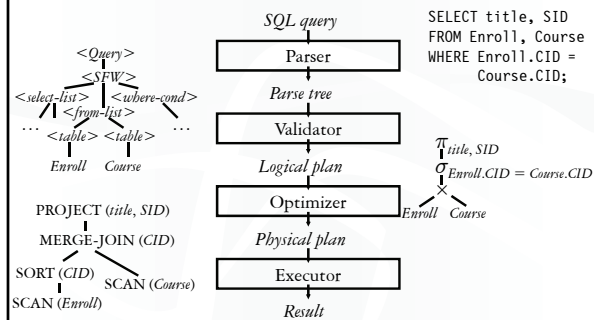 SQL query
Parser
Parse tree
Validator
Logical plan
Optimizer
Physical plan
Executor
Result
<Query>
<SFW>
<select-list> <where-cond>
<from-list>
… <table> <table> …
Enroll Course
PROJECT (title, SID)
MERGE-JOIN (CID)
SORT (CID)
SCAN (Course)
SCAN (Enroll)
SELECT title, SID
FROM Enroll, Course
WHERE Enroll.CID =
Course.CID;
π title, SID
σ Enroll.CID = Course.CID
×
Enroll Course